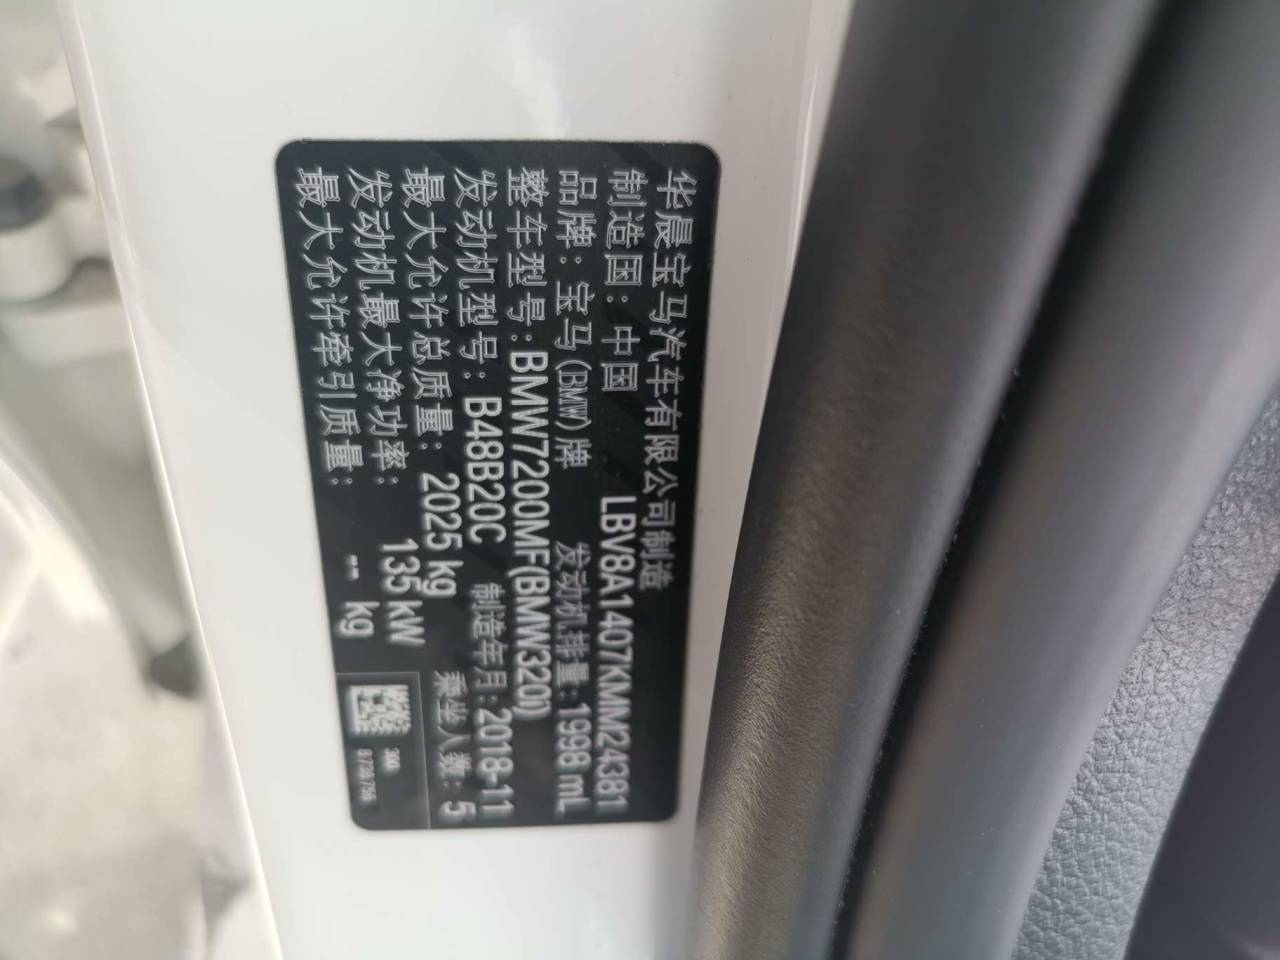 华晨宝马汽车有限公司制造
制造国：中国 LBV8A1407KMM24381
品牌：宝马(BMW)牌 发动机排量：1998 mL
整车型号：BMW7200MF(BMW320i)
发动机型号：B48B20C 制造年月：2018-11
最大允许总质量：2025 kg 乘坐人数：5
发动机最大净功率：135 kW
最大允许牵引质量： -- kg
300